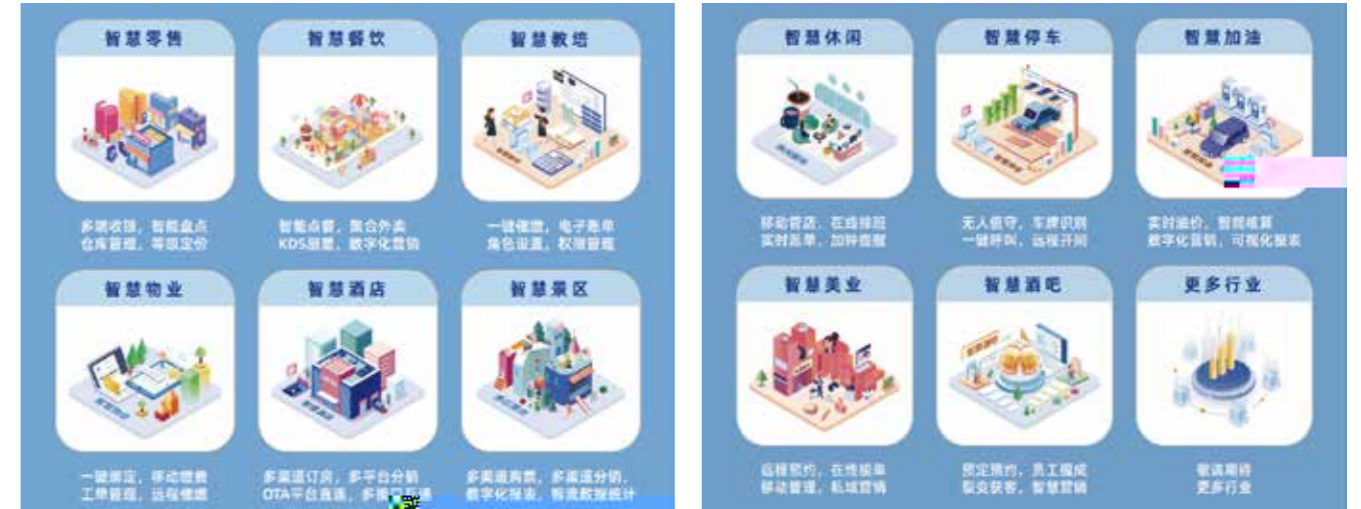 智慧零售
智慧餐饮
智慧教培
多端收银，智能盘点
仓库管理，等级定价
智能点餐，聚合外卖
KDS后厨，数字化营销
一键催缴，电子账单
角色设置，权限管理
智慧物业
智慧酒店
智慧景区
一键绑定，移动缴费
工单管理，远程催缴
多渠道订房，多平台分销
OTA平台直连，多
多渠道购票，多渠道分销，
数字化报表，客流数据统计
智慧休闲
智慧停车
智慧加油
移动管店，在线排班
实时账单，加钟提醒
无人值守，车牌识别
一键呼叫，远程开闸
实时油价，智能核算
数字化营销，可视化报表
智慧美业
智慧酒吧
更多行业
远程预约，在线接单
移动管理，私域营销
预定预约，员工提成
裂变获客，智慧营销
敬请期待
更多行业